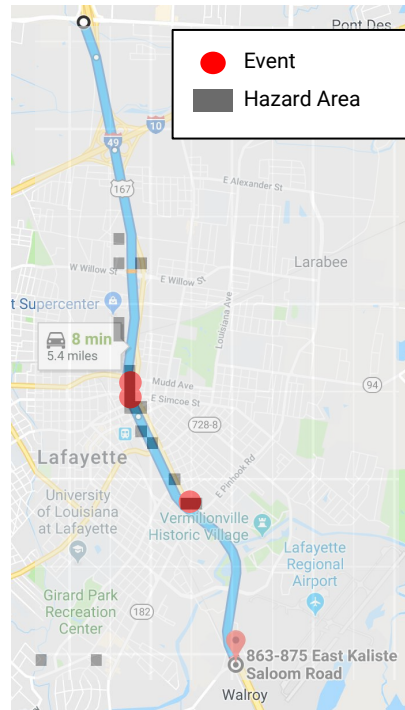 Pont Des
Event
Hazard Area
10
49
167
E Alexander St
W Willow St
E Willow St
Larabee
t Supercenter
Louisiana Ave
8 min
5.4 miles
Mudd Ave
94
E Simcoe St
728-8
Lafayette
E Pinhook Rd
University
of Louisiana
at Lafayette
Vermilionville
Historic Village
Lafayette
Regional
Airport
Girard Park
Recreation
Center
182
863-875 East Kaliste
Saloom Road
Walroy